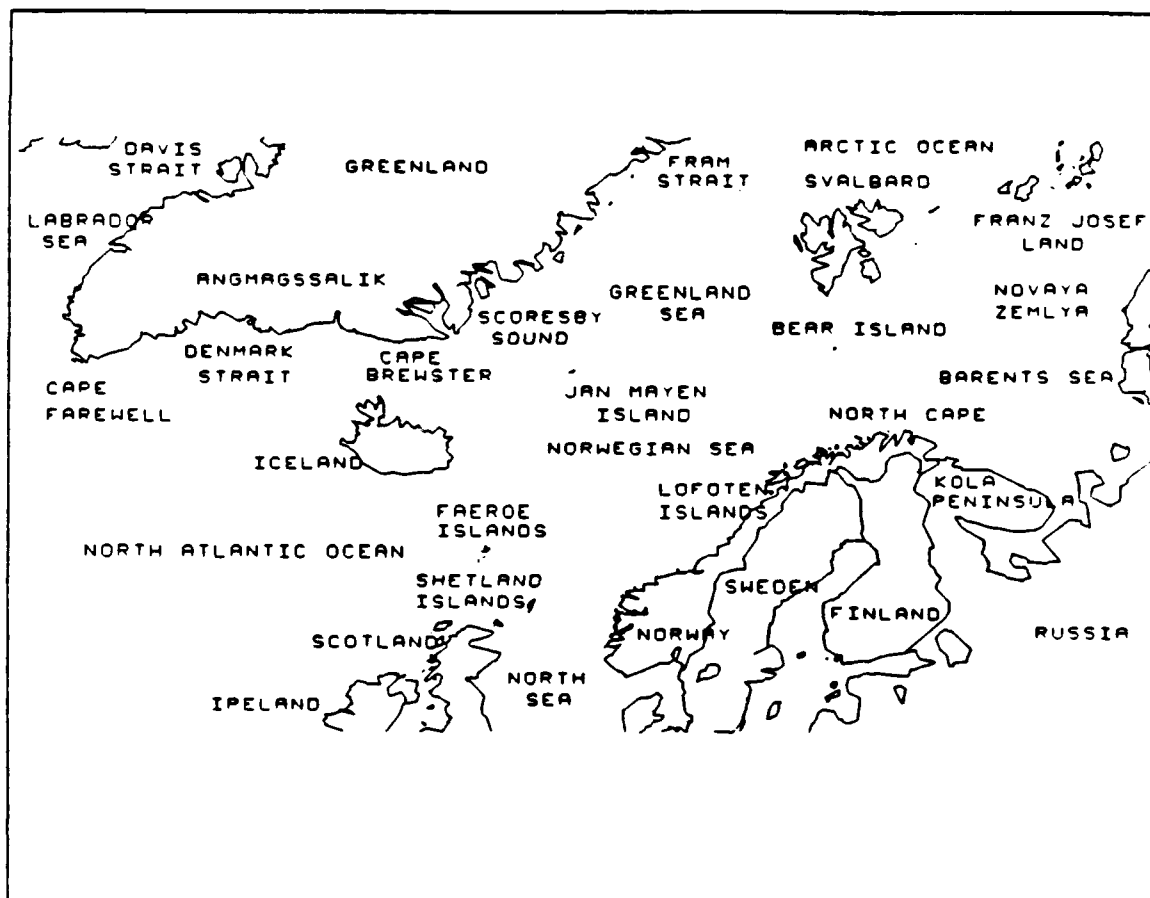 DAVIS
STRAIT
GREENLAND
FRAM
STRAIT
ARCTIC OCEAN
SVALBARD
LABRADOR
SEA
FRANZ JOSEF
LAND
ANGMAGSSALIK
GREENLAND
SEA
NOVAYA
ZEMLYA
SCORESBY
SOUND
BEAR ISLAND
DENMARK
STRAIT
CAPE
BREWSTER
CAPE
FAREWELL
JAN MAYEN
ISLAND
BARENTS SEA
NORTH CAPE
ICELAND
NORWEGIAN SEA
LOFOTEN
ISLANDS
KOLA
PENINSULA
FAEROE
ISLANDS
NORTH ATLANTIC OCEAN
SHETLAND
ISLANDS
SWEDEN
FINLAND
SCOTLAND
NORWAY
RUSSIA
NORTH
SEA
IPELAND